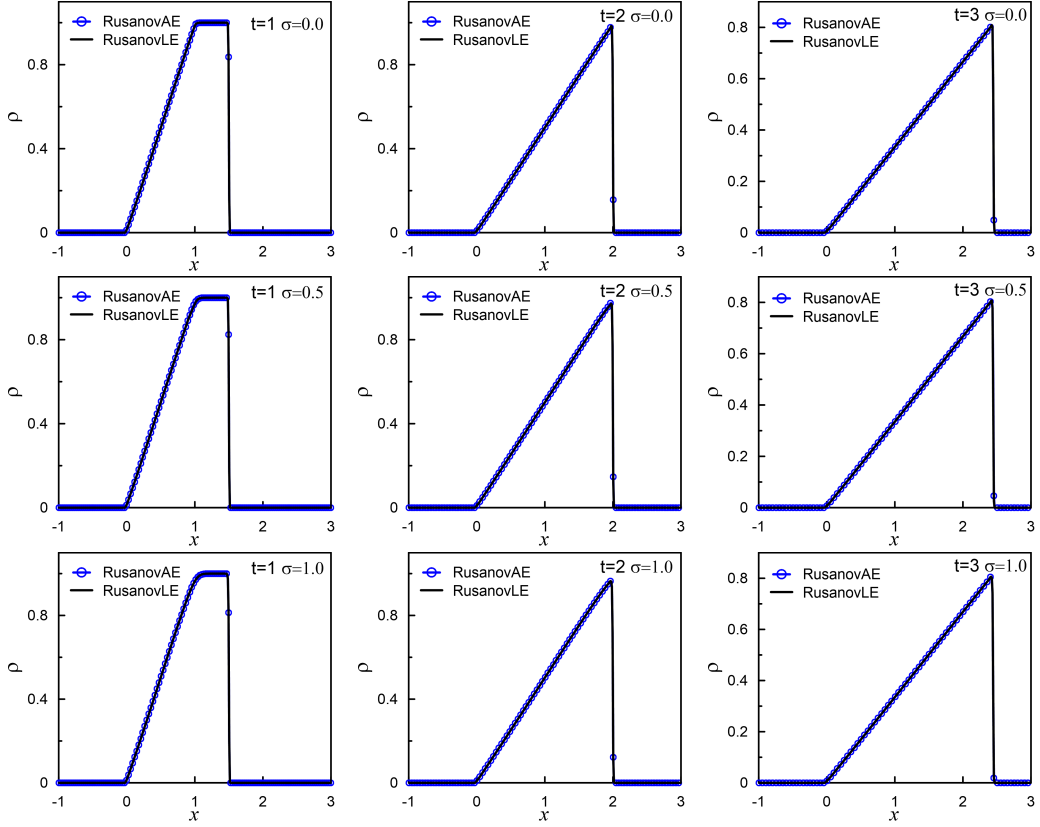 RusanovAE
RusanovLE
t=1 σ=0.0
ρ
0.8
0.4
0
-1 0 1 2 3
x
RusanovAE
RusanovLE
t=2 σ=0.0
ρ
0.8
0.4
0
-1 0 1 2 3
x
RusanovAE
RusanovLE
t=3 σ=0.0
ρ
0.8
0.6
0.4
0.2
0
-1 0 1 2 3
x
RusanovAE
RusanovLE
t=1 σ=0.5
ρ
0.8
0.4
0
-1 0 1 2 3
x
RusanovAE
RusanovLE
t=2 σ=0.5
ρ
0.8
0.4
0
-1 0 1 2 3
x
RusanovAE
RusanovLE
t=3 σ=0.5
ρ
0.8
0.6
0.4
0.2
0
-1 0 1 2 3
x
RusanovAE
RusanovLE
t=1 σ=1.0
ρ
0.8
0.4
0
-1 0 1 2 3
x
RusanovAE
RusanovLE
t=2 σ=1.0
ρ
0.8
0.4
0
-1 0 1 2 3
x
RusanovAE
RusanovLE
t=3 σ=1.0
ρ
0.8
0.6
0.4
0.2
0
-1 0 1 2 3
x